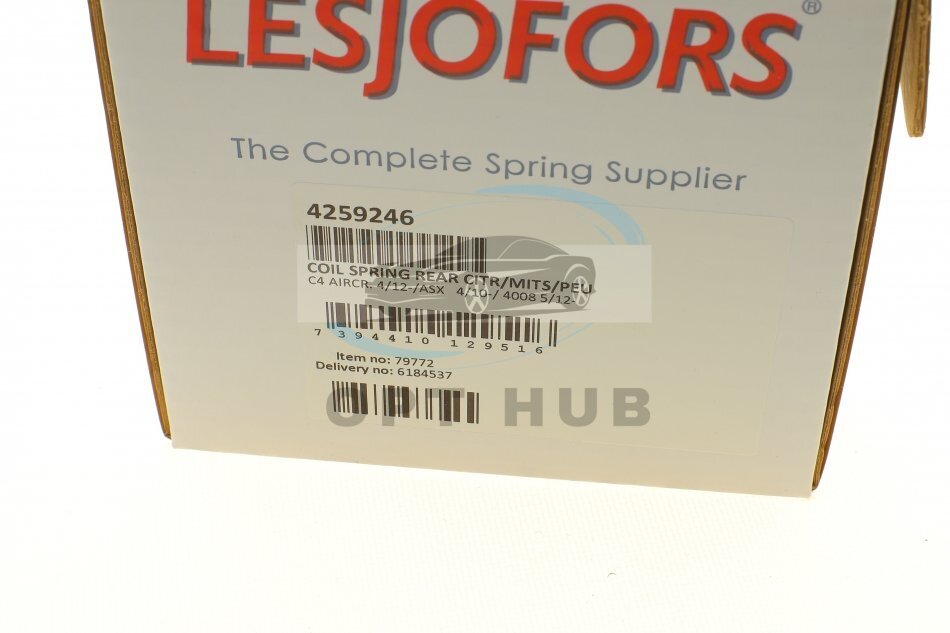 LESJOFORS®
The Complete Spring Supplier
4259246
COIL SPRING REAR CITR/MITS/PEU
C4 AIRCR. 4/12-/ASX 4/10-/ 4008 5/12-
7 394410 129516
Item no: 79772
Delivery no: 6184537
OPT HUB